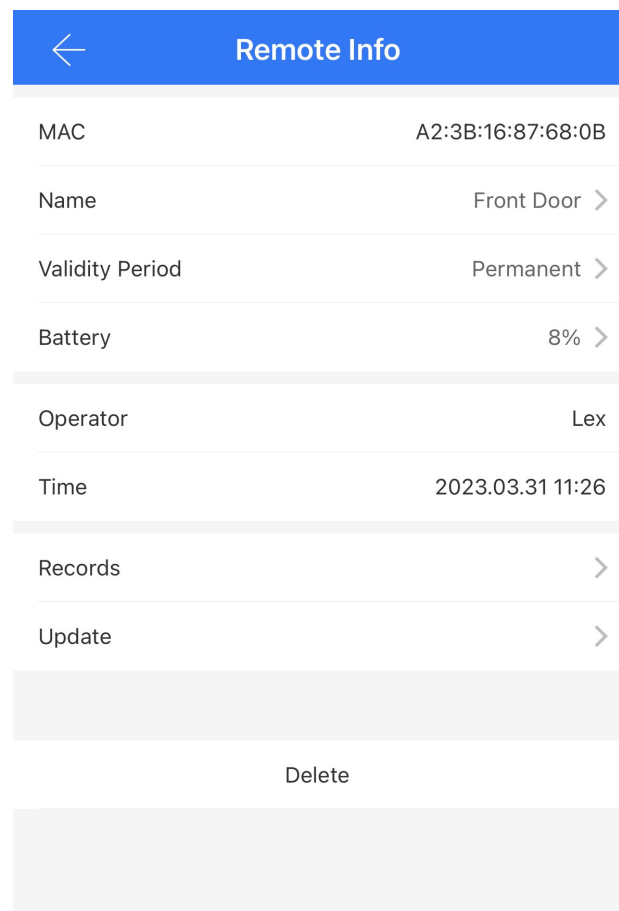 Remote Info
MAC A2:3B:16:87:68:0B
Name Front Door
Validity Period Permanent
Battery 8%
Operator Lex
Time 2023.03.31 11:26
Records
Update
Delete